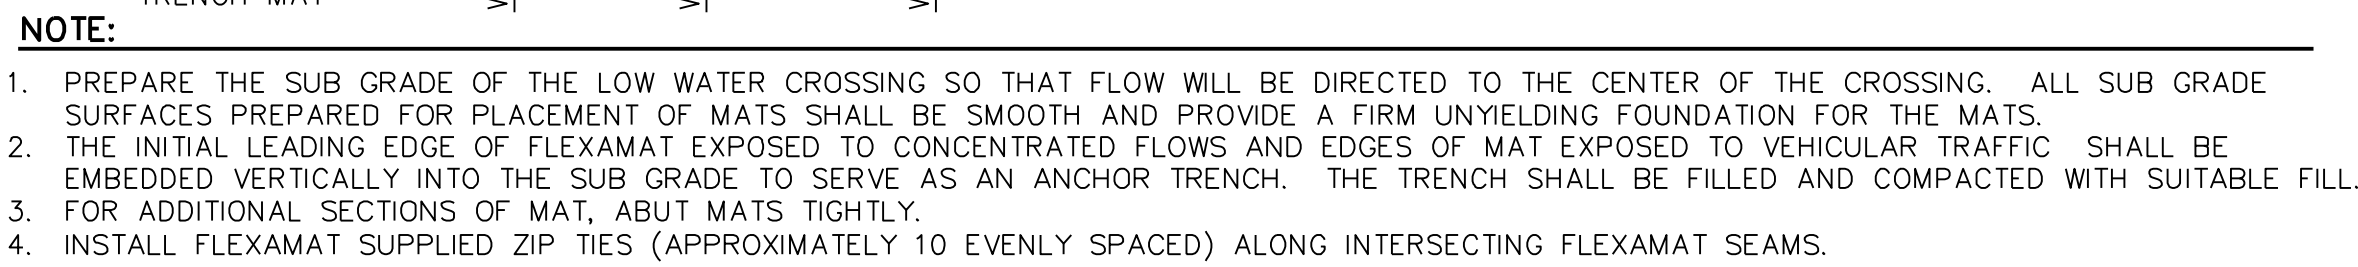 TRENCH MAT
NOTE:
1. PREPARE THE SUB GRADE OF THE LOW WATER CROSSING SO THAT FLOW WILL BE DIRECTED TO THE CENTER OF THE CROSSING. ALL SUB GRADE
SURFACES PREPARED FOR PLACEMENT OF MATS SHALL BE SMOOTH AND PROVIDE A FIRM UNYIELDING FOUNDATION FOR THE MATS.
2. THE INITIAL LEADING EDGE OF FLEXAMAT EXPOSED TO CONCENTRATED FLOWS AND EDGES OF MAT EXPOSED TO VEHICULAR TRAFFIC SHALL BE
EMBEDDED VERTICALLY INTO THE SUB GRADE TO SERVE AS AN ANCHOR TRENCH. THE TRENCH SHALL BE FILLED AND COMPACTED WITH SUITABLE FILL.
3. FOR ADDITIONAL SECTIONS OF MAT, ABUT MATS TIGHTLY.
4. INSTALL FLEXAMAT SUPPLIED ZIP TIES (APPROXIMATELY 10 EVENLY SPACED) ALONG INTERSECTING FLEXAMAT SEAMS.